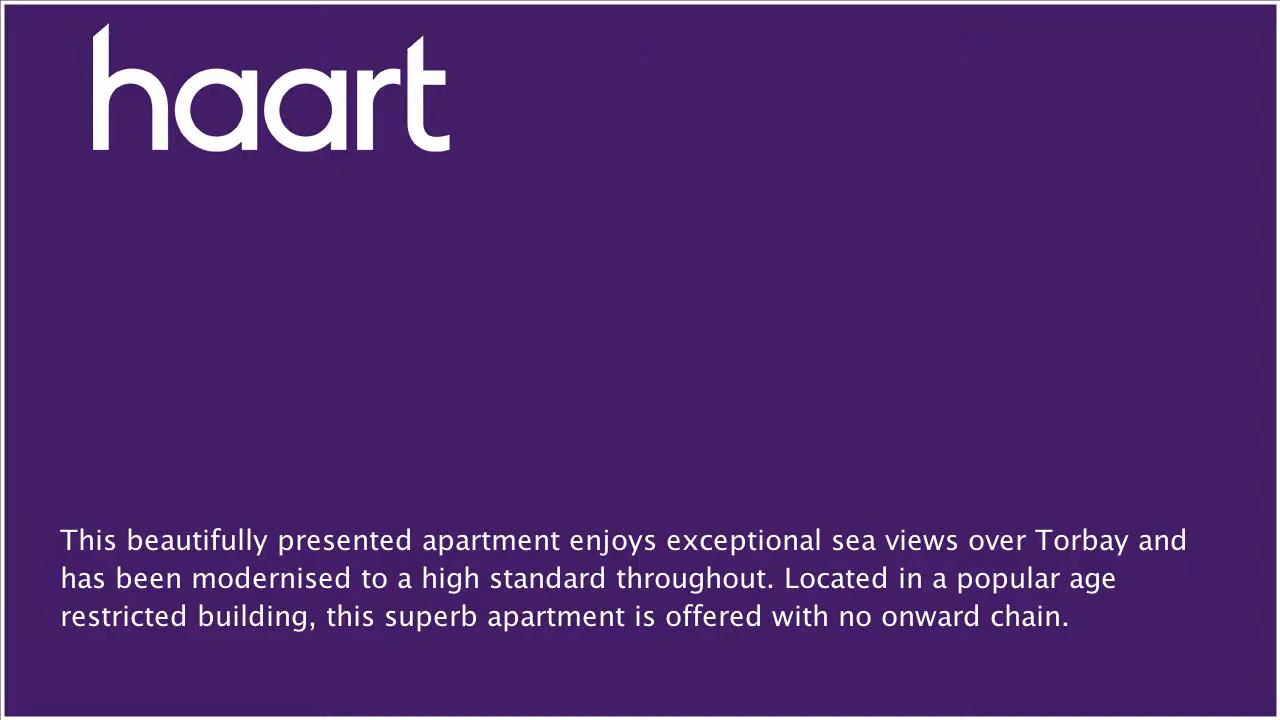 haart
This beautifully presented apartment enjoys exceptional sea views over Torbay and
has been modernised to a high standard throughout. Located in a popular age
restricted building, this superb apartment is offered with no onward chain.